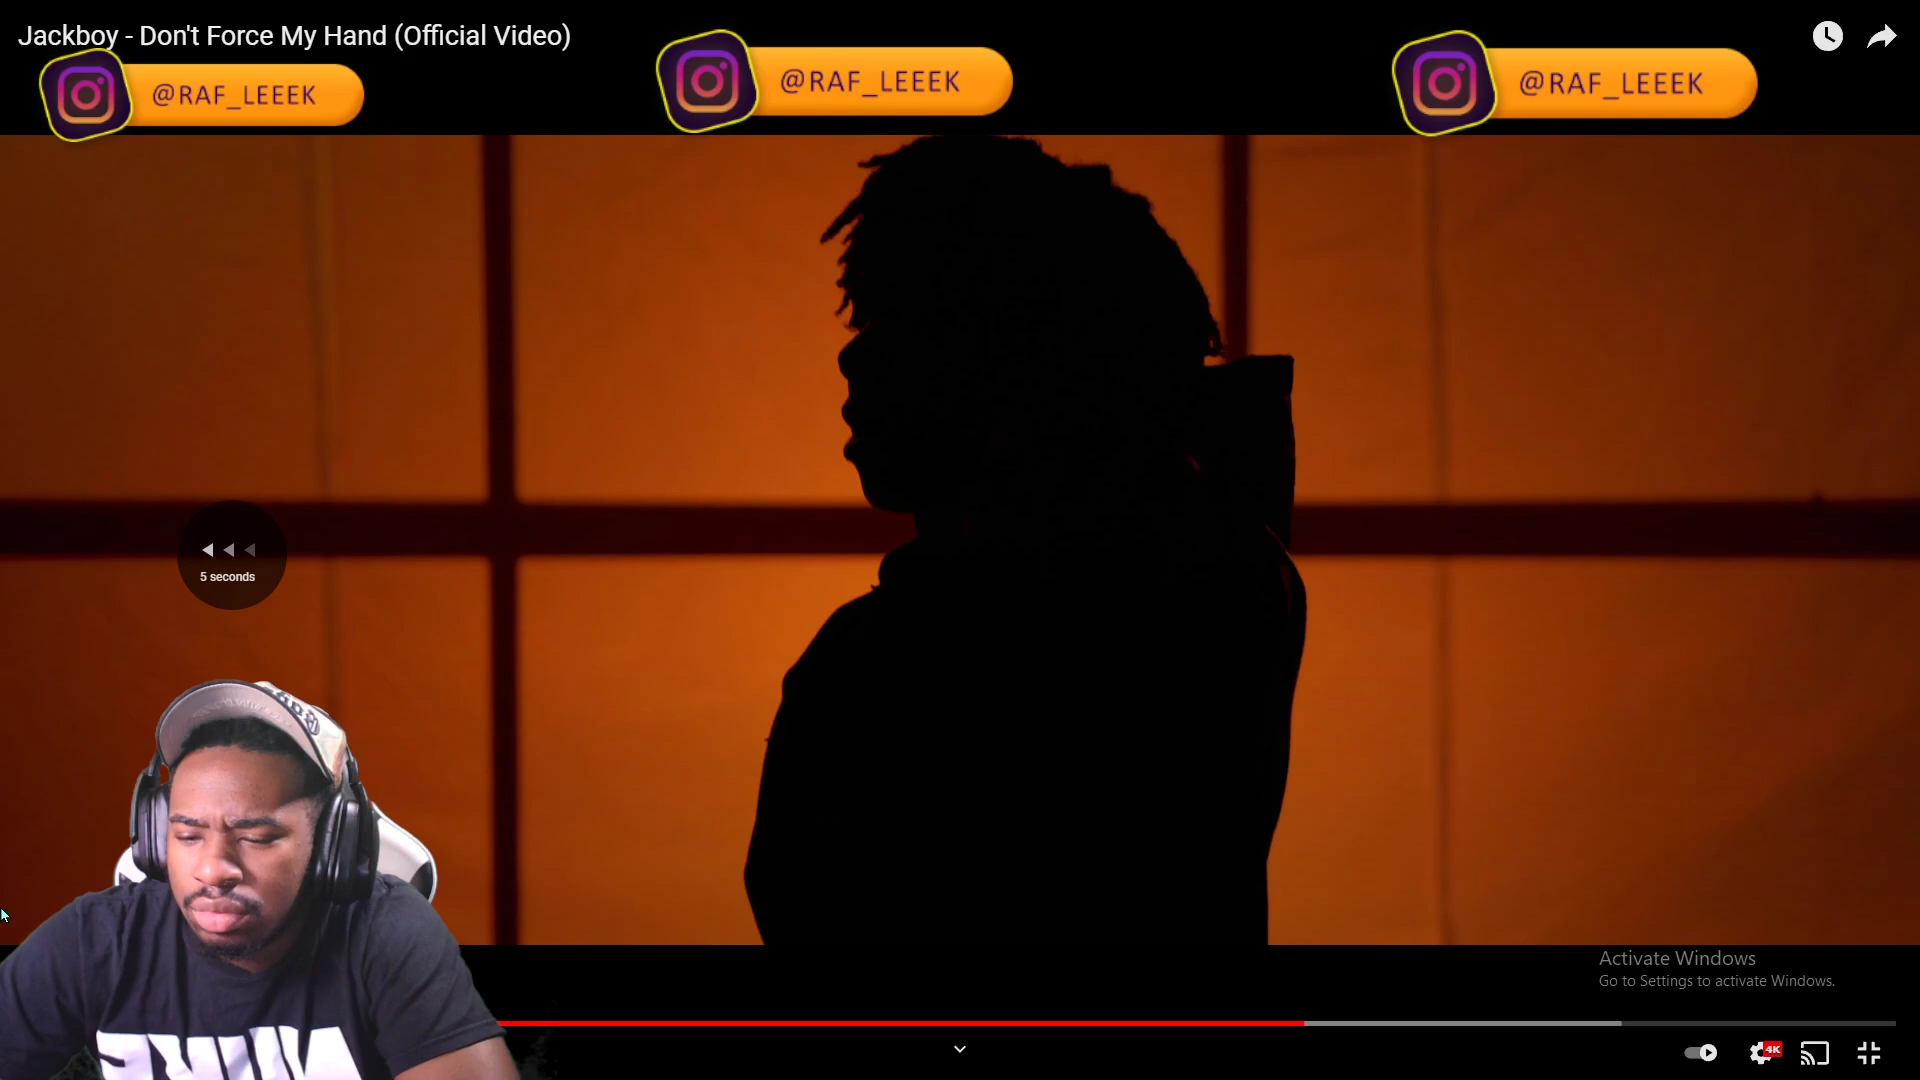 Jackboy - Don't Force My Hand (Official Video)
@RAF_LEEEK
@RAF_LEEEK
@RAF_LEEEK
5 seconds
Activate Windows
Go to Settings to activate Windows.
4K